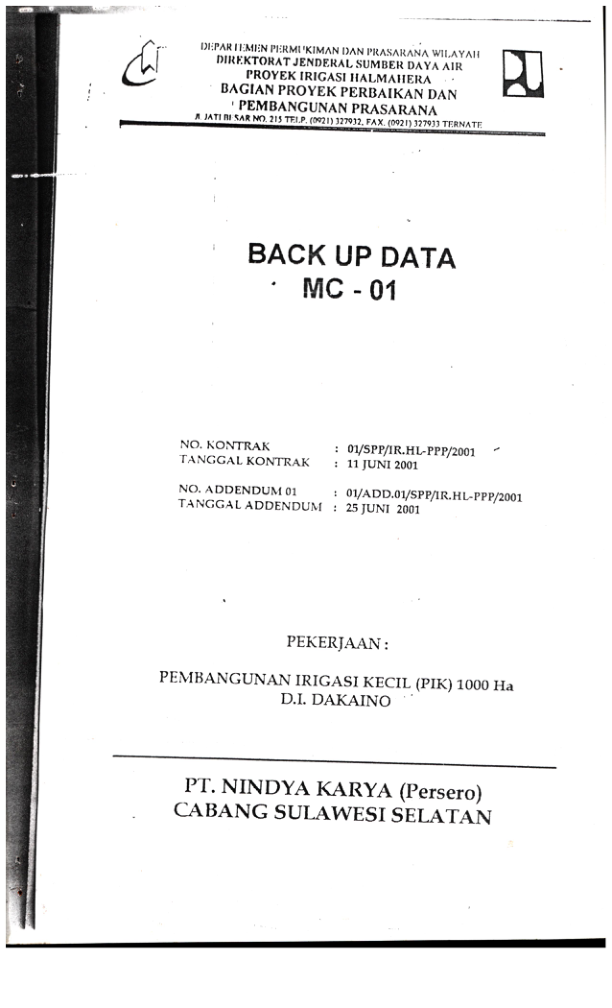 DEPARTEMEN PERMUKIMAN DAN PRASARANA WILAYAH
DIREKTORAT JENDERAL SUMBER DAYA AIR
PROYEK IRIGASI HALMAHERA
BAGIAN PROYEK PERBAIKAN DAN
PEMBANGUNAN PRASARANA
Jl. JATI BESAR NO. 215 TELP. (0921) 327932, FAX. (0921) 327933 TERNATE
BACK UP DATA
MC - 01
NO. KONTRAK : 01/SPP/IR.HL-PPP/2001
TANGGAL KONTRAK : 11 JUNI 2001
NO. ADDENDUM 01 : 01/ADD.01/SPP/IR.HL-PPP/2001
TANGGAL ADDENDUM : 25 JUNI 2001
PEKERJAAN :
PEMBANGUNAN IRIGASI KECIL (PIK) 1000 Ha
D.I. DAKAINO
PT. NINDYA KARYA (Persero)
CABANG SULAWESI SELATAN